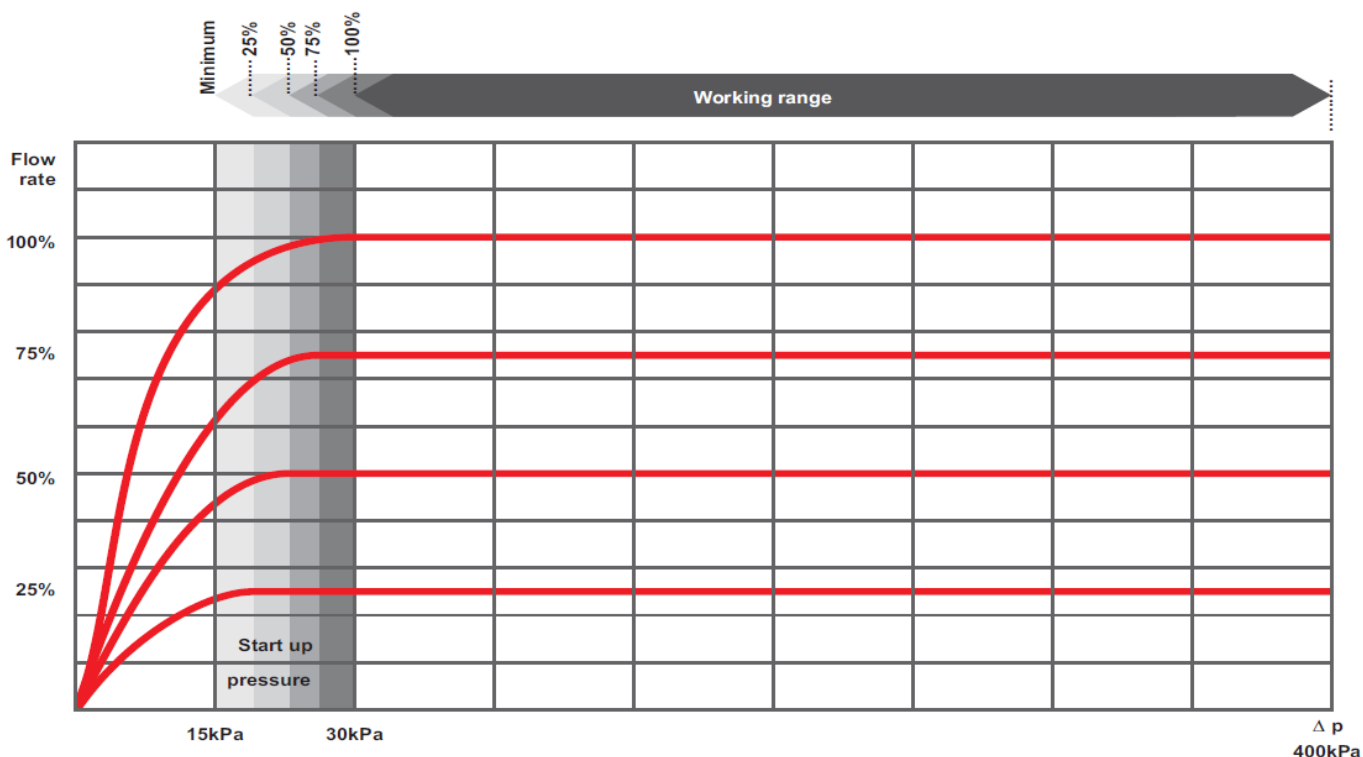 Minimum
25%
50%
75%
100%
Working range
Flow
rate
100%
75%
50%
25%
Start up
pressure
15kPa
30kPa
Δ p
400kPa